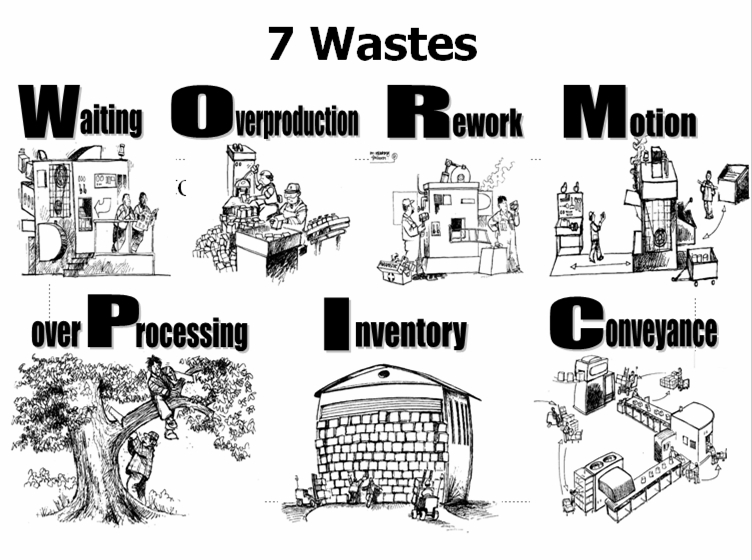 7 Wastes
Waiting Overproduction Rework Motion
over Processing Inventory Conveyance